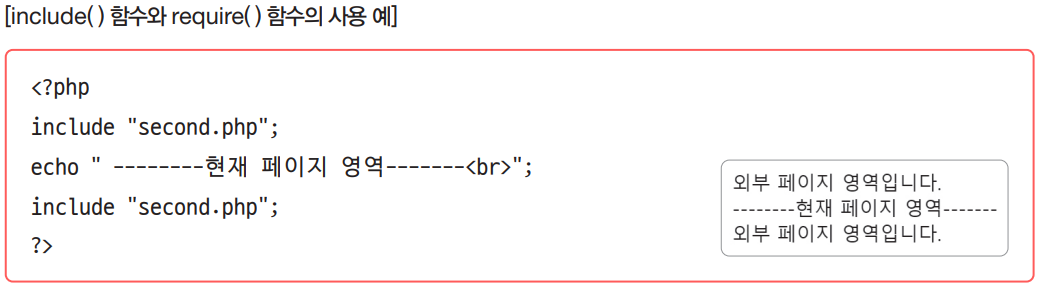 [include( ) 함수와 require( ) 함수의 사용 예]
<?php
include "second.php";
echo " --------현재 페이지 영역-------<br>";
include "second.php";
?>
외부 페이지 영역입니다.
--------현재 페이지 영역-------
외부 페이지 영역입니다.